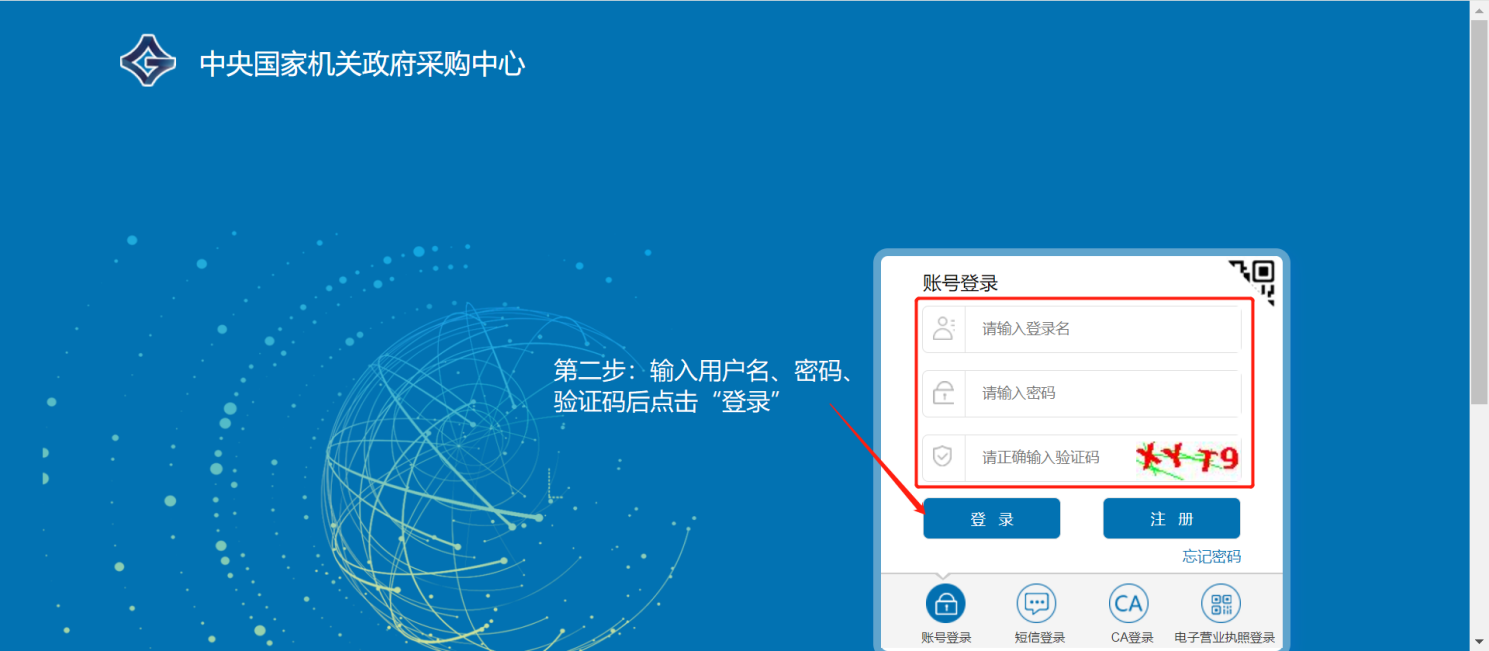 中央国家机关政府采购中心
账号登录
请输入登录名
第二步：输入用户名、密码、
验证码后点击“登录”
请输入密码
请正确输入验证码
登 录
注 册
忘记密码
CA
账号登录
短信登录
CA登录
电子营业执照登录